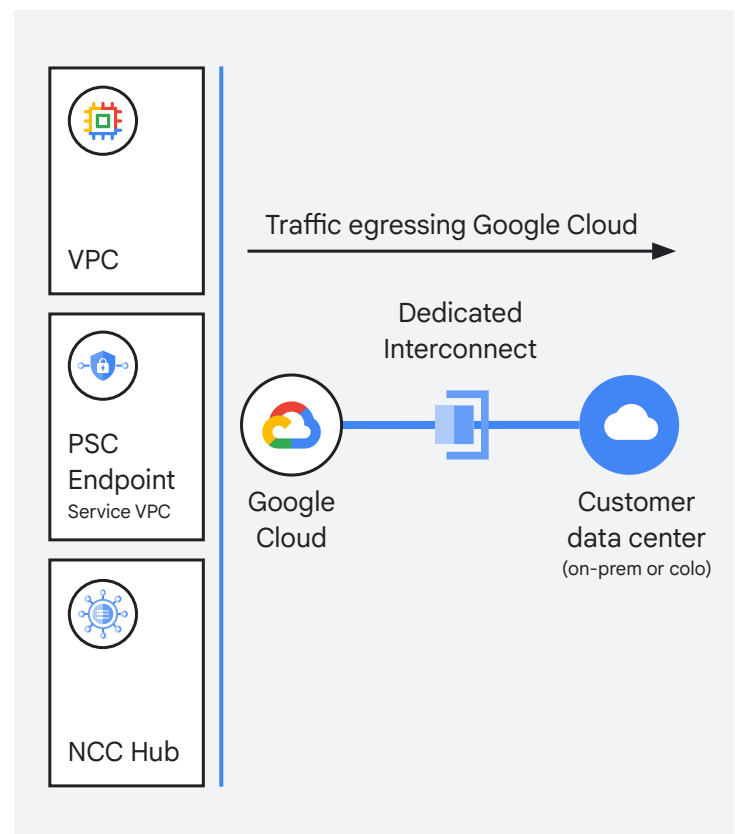 VPC
PSC
Endpoint
Service VPC
NCC Hub
Traffic egressing Google Cloud
Dedicated
Interconnect
Google
Cloud
Customer
data center
(on-prem or colo)